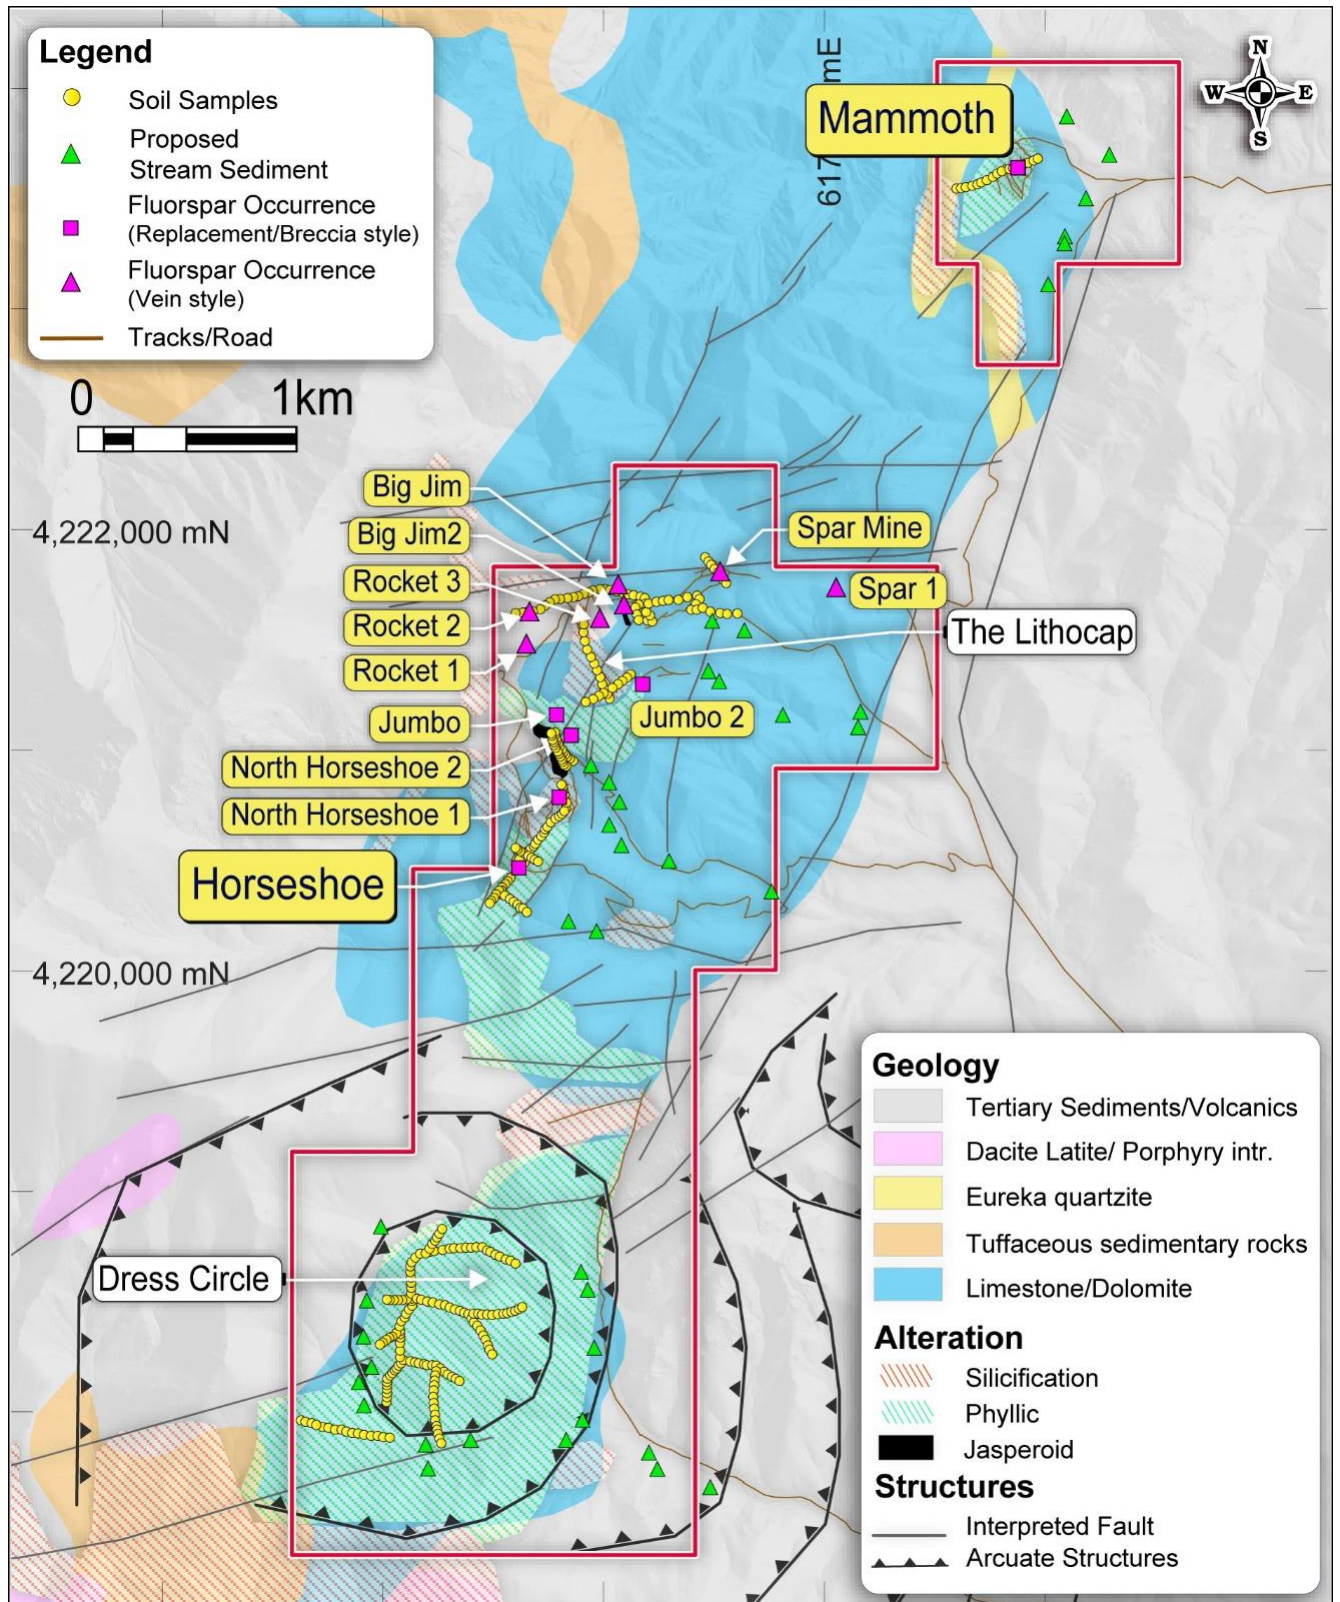 Legend
Soil Samples
Proposed
Stream Sediment
Fluorspar Occurrence
(Replacement/Breccia style)
Fluorspar Occurrence
(Vein style)
Tracks/Road
0 1km
mE
617
Mammoth
N
W E
S
Big Jim
Big Jim2
Rocket 3
Rocket 2
Rocket 1
Jumbo
North Horseshoe 2
North Horseshoe 1
Horseshoe
Spar Mine
Spar 1
The Lithocap
Jumbo 2
4,222,000 mN
4,220,000 mN
Dress Circle
Geology
Tertiary Sediments/Volcanics
Dacite Latite/ Porphyry intr.
Eureka quartzite
Tuffaceous sedimentary rocks
Limestone/Dolomite
Alteration
Silicification
Phyllic
Jasperoid
Structures
Interpreted Fault
Arcuate Structures